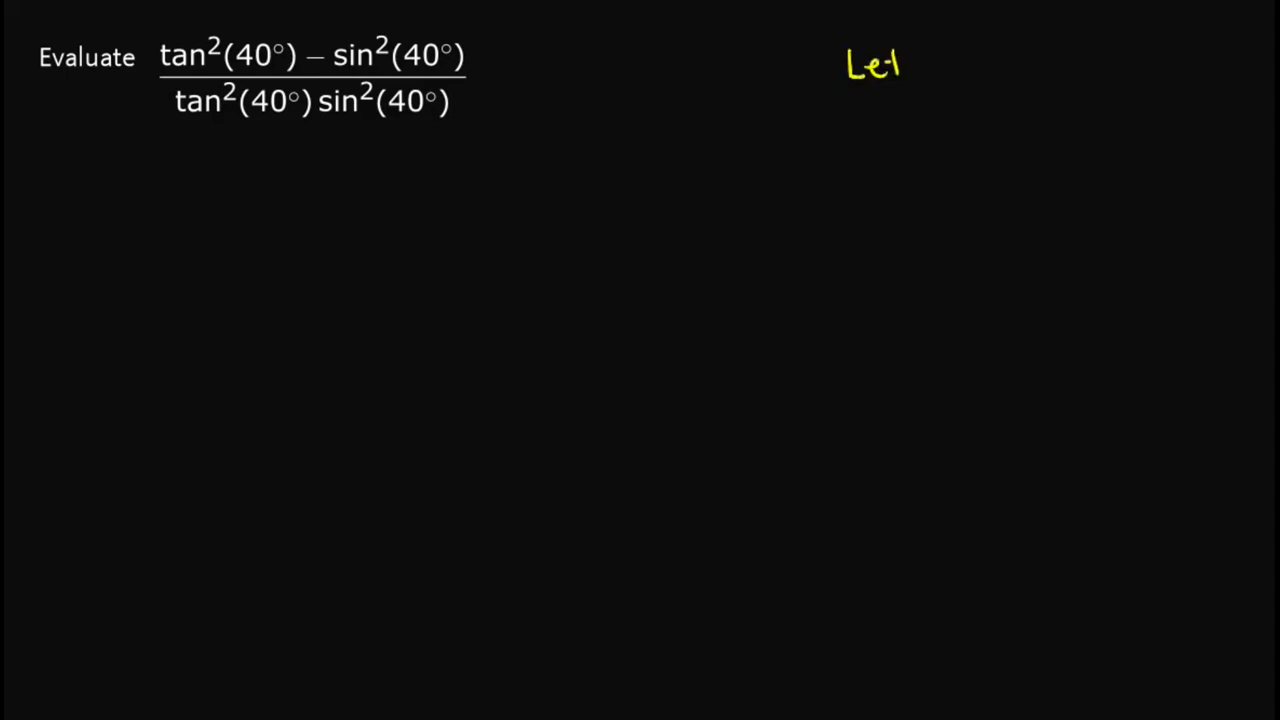 Evaluate tan²(40°) – sin²(40°)
tan²(40°) sin²(40°)
Let